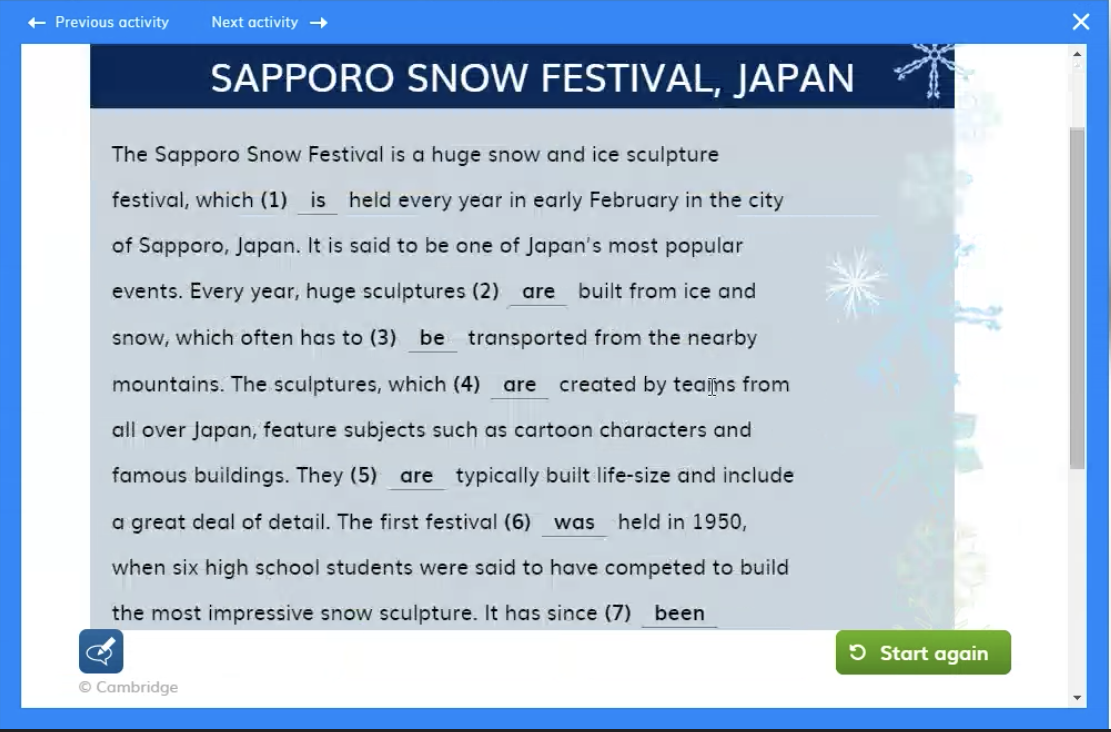 Previous activity Next activity
SAPPORO SNOW FESTIVAL, JAPAN
The Sapporo Snow Festival is a huge snow and ice sculpture
festival, which (1) is held every year in early February in the city
of Sapporo, Japan. It is said to be one of Japan's most popular
events. Every year, huge sculptures (2) are built from ice and
snow, which often has to (3) be transported from the nearby
mountains. The sculptures, which (4) are created by teams from
all over Japan, feature subjects such as cartoon characters and
famous buildings. They (5) are typically built life-size and include
a great deal of detail. The first festival (6) was held in 1950,
when six high school students were said to have competed to build
the most impressive snow sculpture. It has since (7) been
Start again
© Cambridge